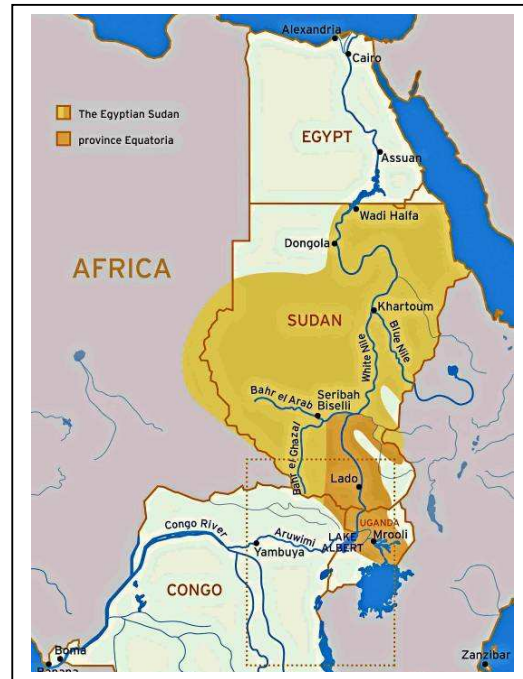 Alexandria
Cairo
The Egyptian Sudan
province Equatoria
EGYPT
Assuan
Wadi Halfa
Dongola
AFRICA
Khartoum
SUDAN
White Nile
Blue Nile
Bahr el Arab
Seribah
Biselli
Bahr el Ghazal
Lado
UGANDA
Congo River
Aruwimi
LAKE
ALBERT
Mrooli
Yambuya
CONGO
Boma
Banana
Zanzibar